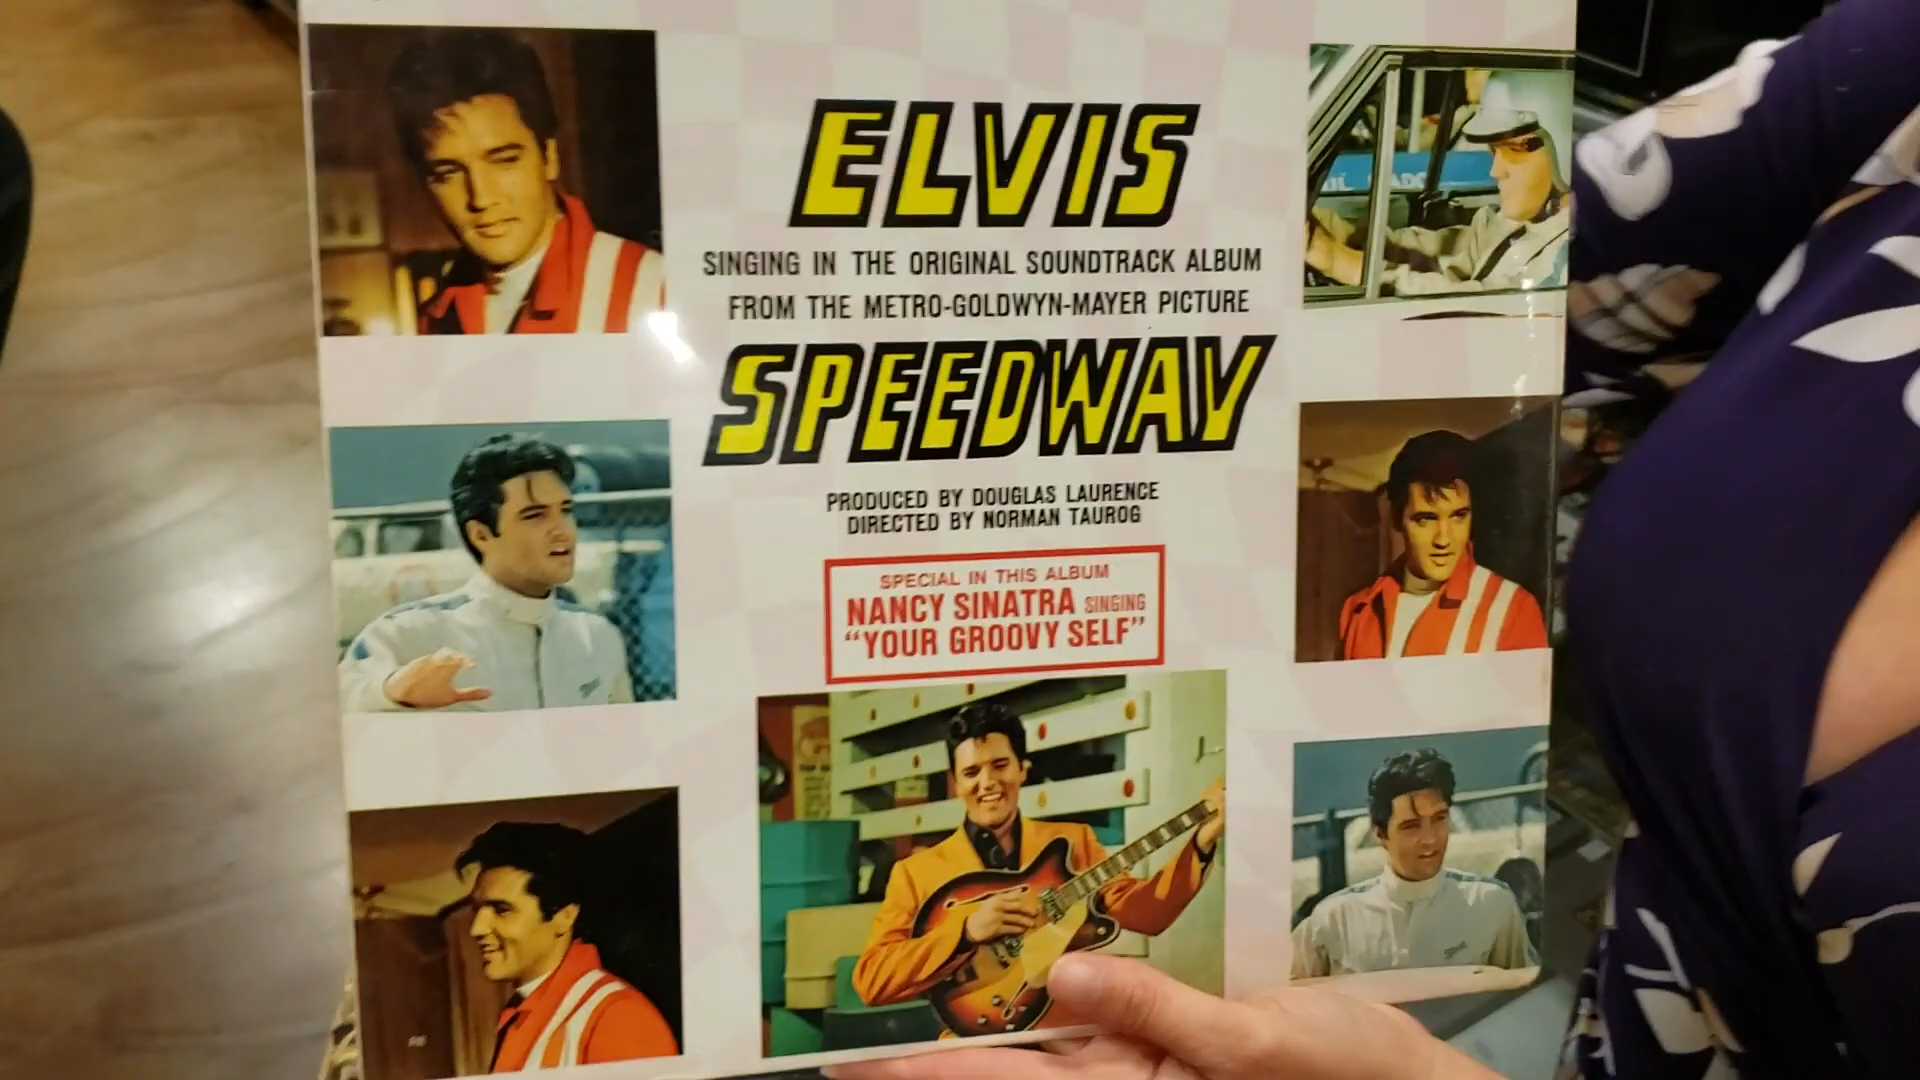 ELVIS
SINGING IN THE ORIGINAL SOUNDTRACK ALBUM
FROM THE METRO-GOLDWYN-MAYER PICTURE
SPEEDWAY
PRODUCED BY DOUGLAS LAURENCE
DIRECTED BY NORMAN TAUROG
SPECIAL IN THIS ALBUM
NANCY SINATRA SINGING
“YOUR GROOVY SELF”